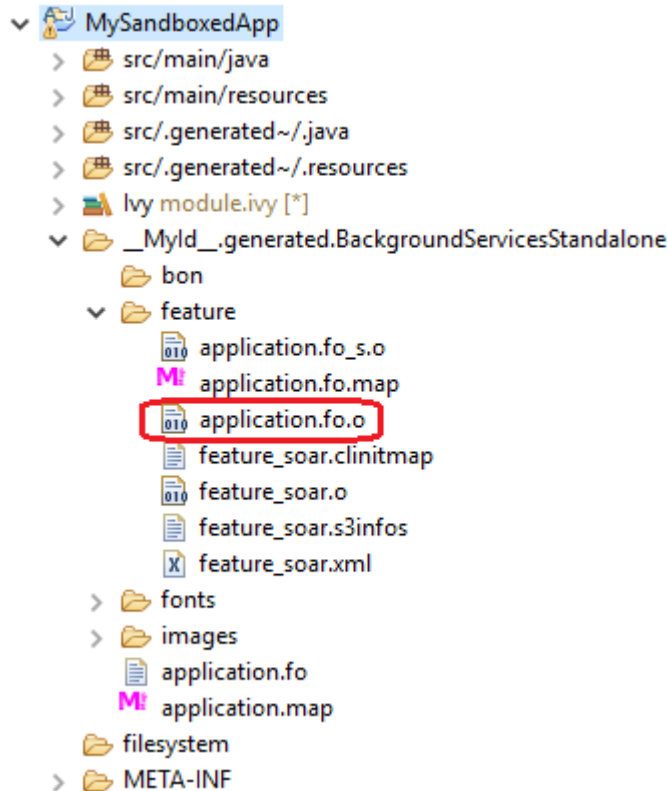 MySandboxedApp
src/main/java
src/main/resources
src/.generated~/.java
src/.generated~/.resources
Ivy module.ivy [*]
__MyId__.generated.BackgroundServicesStandalone
bon
feature
application.fo_s.o
application.fo.map
application.fo.o
feature_soar.clinitmap
feature_soar.o
feature_soar.s3infos
feature_soar.xml
fonts
images
application.fo
application.map
filesystem
META-INF